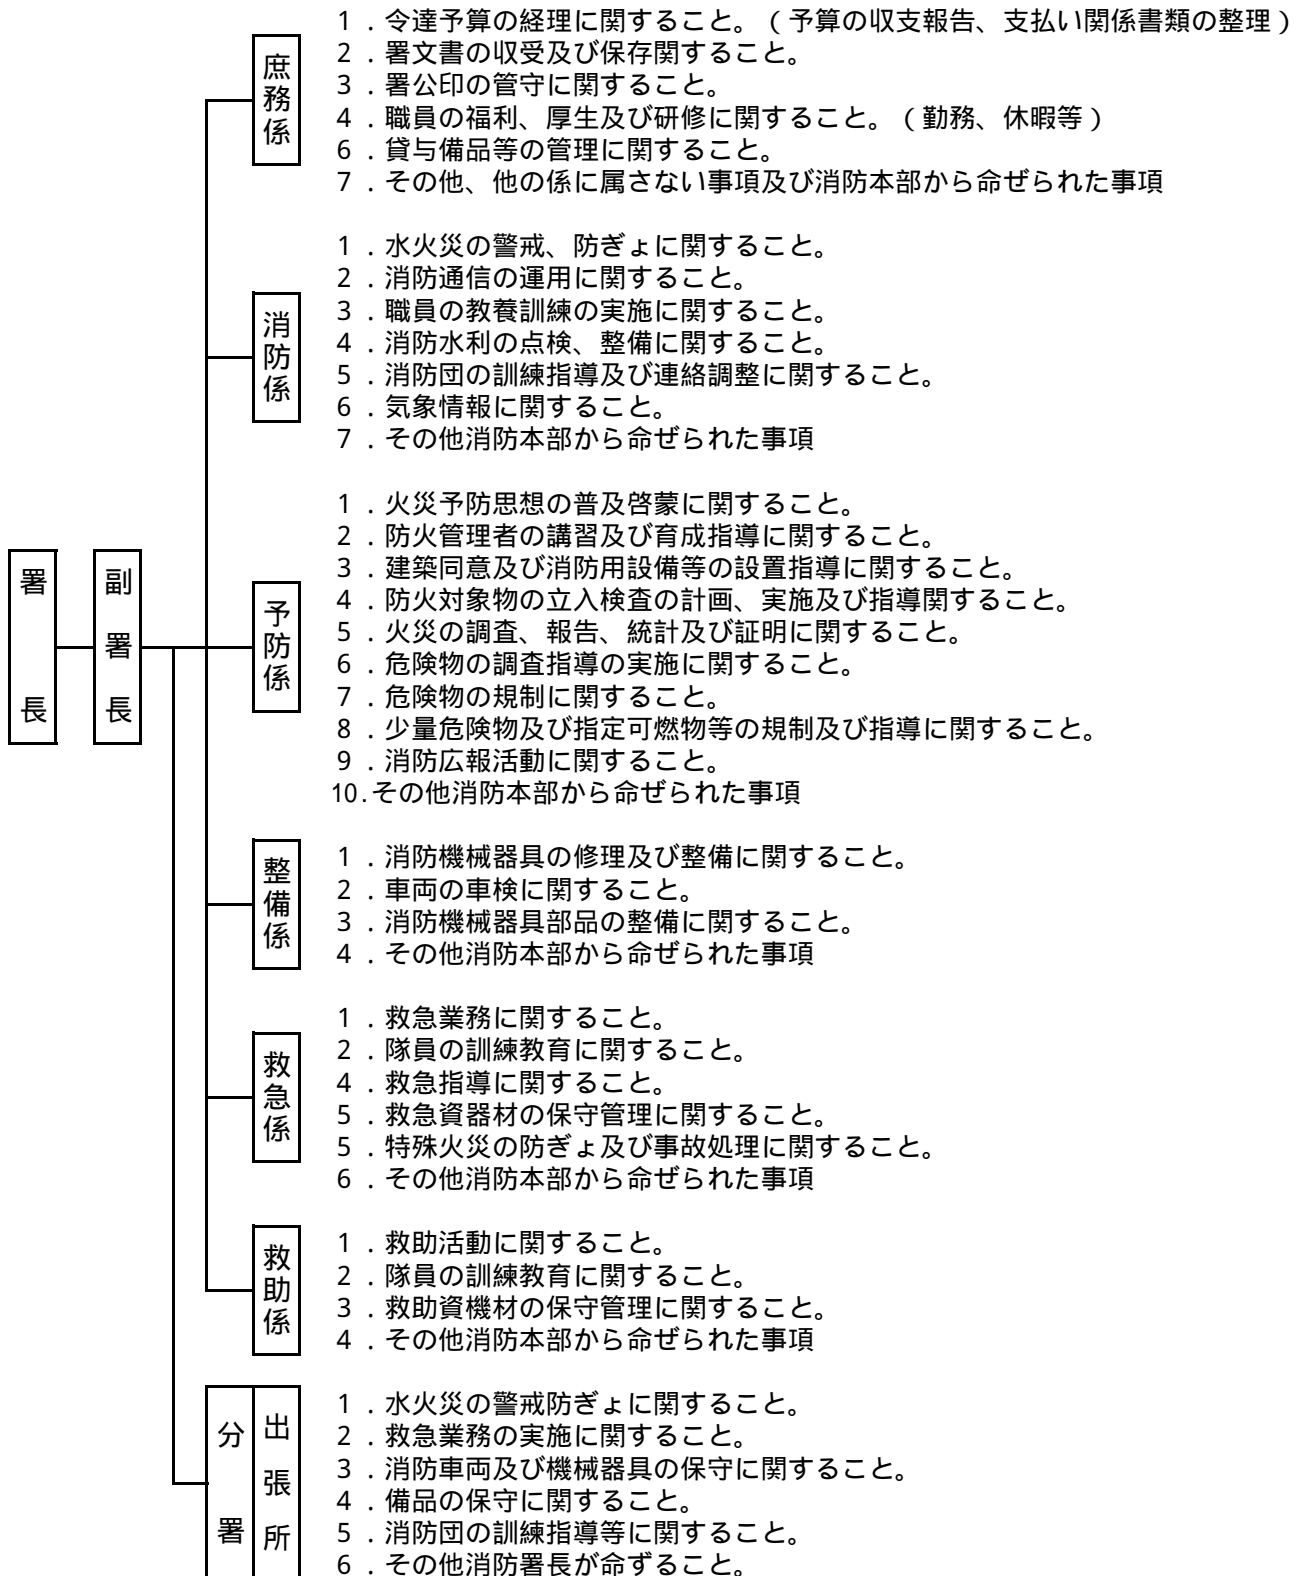 署長
副署長
庶務係
1．令達予算の経理に関すること。（予算の収支報告、支払い関係書類の整理）
2．署文書の収受及び保存関すること。
3．署公印の管守に関すること。
4．職員の福利、厚生及び研修に関すること。（勤務、休暇等）
6．貸与備品等の管理に関すること。
7．その他、他の係に属さない事項及び消防本部から命ぜられた事項
消防係
1．水火災の警戒、防ぎょに関すること。
2．消防通信の運用に関すること。
3．職員の教養訓練の実施に関すること。
4．消防水利の点検、整備に関すること。
5．消防団の訓練指導及び連絡調整に関すること。
6．気象情報に関すること。
7．その他消防本部から命ぜられた事項
予防係
1．火災予防思想の普及啓蒙に関すること。
2．防火管理者の講習及び育成指導に関すること。
3．建築同意及び消防用設備等の設置指導に関すること。
4．防火対象物の立入検査の計画、実施及び指導関すること。
5．火災の調査、報告、統計及び証明に関すること。
6．危険物の調査指導の実施に関すること。
7．危険物の規制に関すること。
8．少量危険物及び指定可燃物等の規制及び指導に関すること。
9．消防広報活動に関すること。
10.その他消防本部から命ぜられた事項
整備係
1．消防機械器具の修理及び整備に関すること。
2．車両の車検に関すること。
3．消防機械器具部品の整備に関すること。
4．その他消防本部から命ぜられた事項
救急係
1．救急業務に関すること。
2．隊員の訓練教育に関すること。
4．救急指導に関すること。
5．救急資器材の保守管理に関すること。
5．特殊火災の防ぎょ及び事故処理に関すること。
6．その他消防本部から命ぜられた事項
救助係
1．救助活動に関すること。
2．隊員の訓練教育に関すること。
3．救助資機材の保守管理に関すること。
4．その他消防本部から命ぜられた事項
分署
出張所
1．水火災の警戒防ぎょに関すること。
2．救急業務の実施に関すること。
3．消防車両及び機械器具の保守に関すること。
4．備品の保守に関すること。
5．消防団の訓練指導等に関すること。
6．その他消防署長が命ずること。